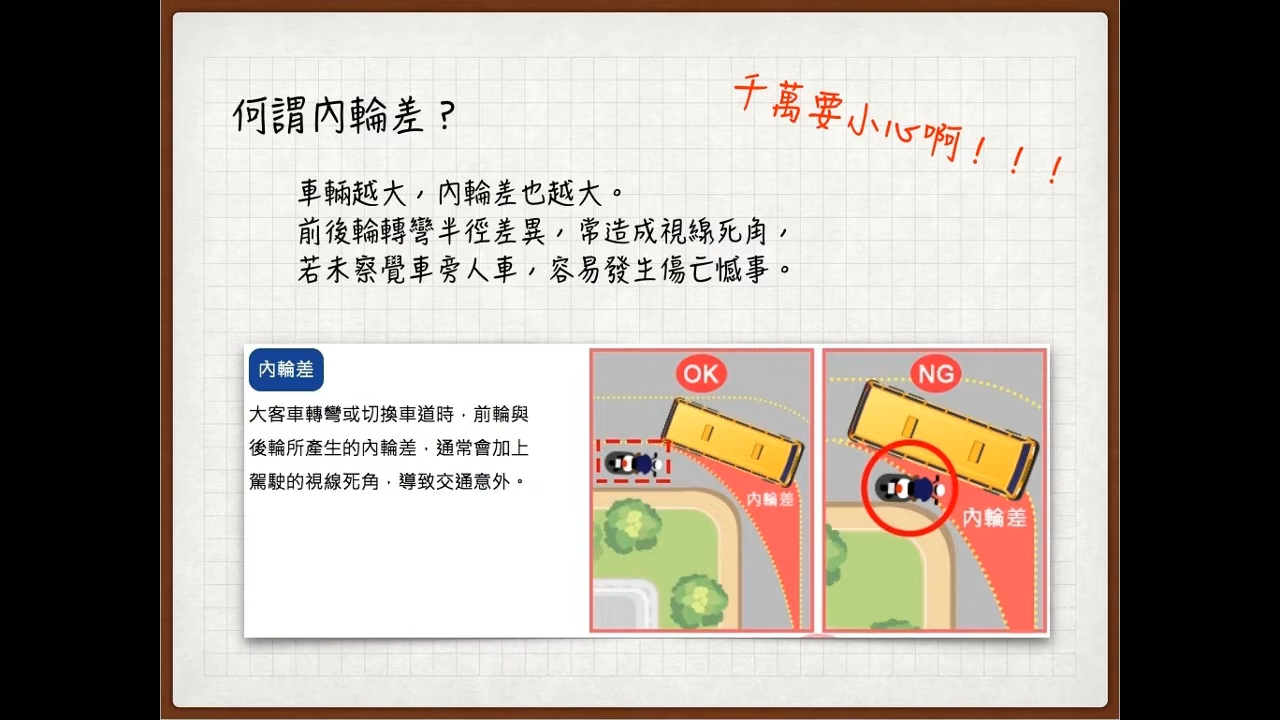 何謂內輪差？
千萬要小心啊！！！
車輛越大，內輪差也越大。
前後輪轉彎半徑差異，常造成視線死角，
若未察覺車旁人車，容易發生傷亡憾事。
內輪差
大客車轉彎或切換車道時，前輪與
後輪所產生的內輪差，通常會加上
駕駛的視線死角，導致交通意外。
OK
內輪差
NG
內輪差